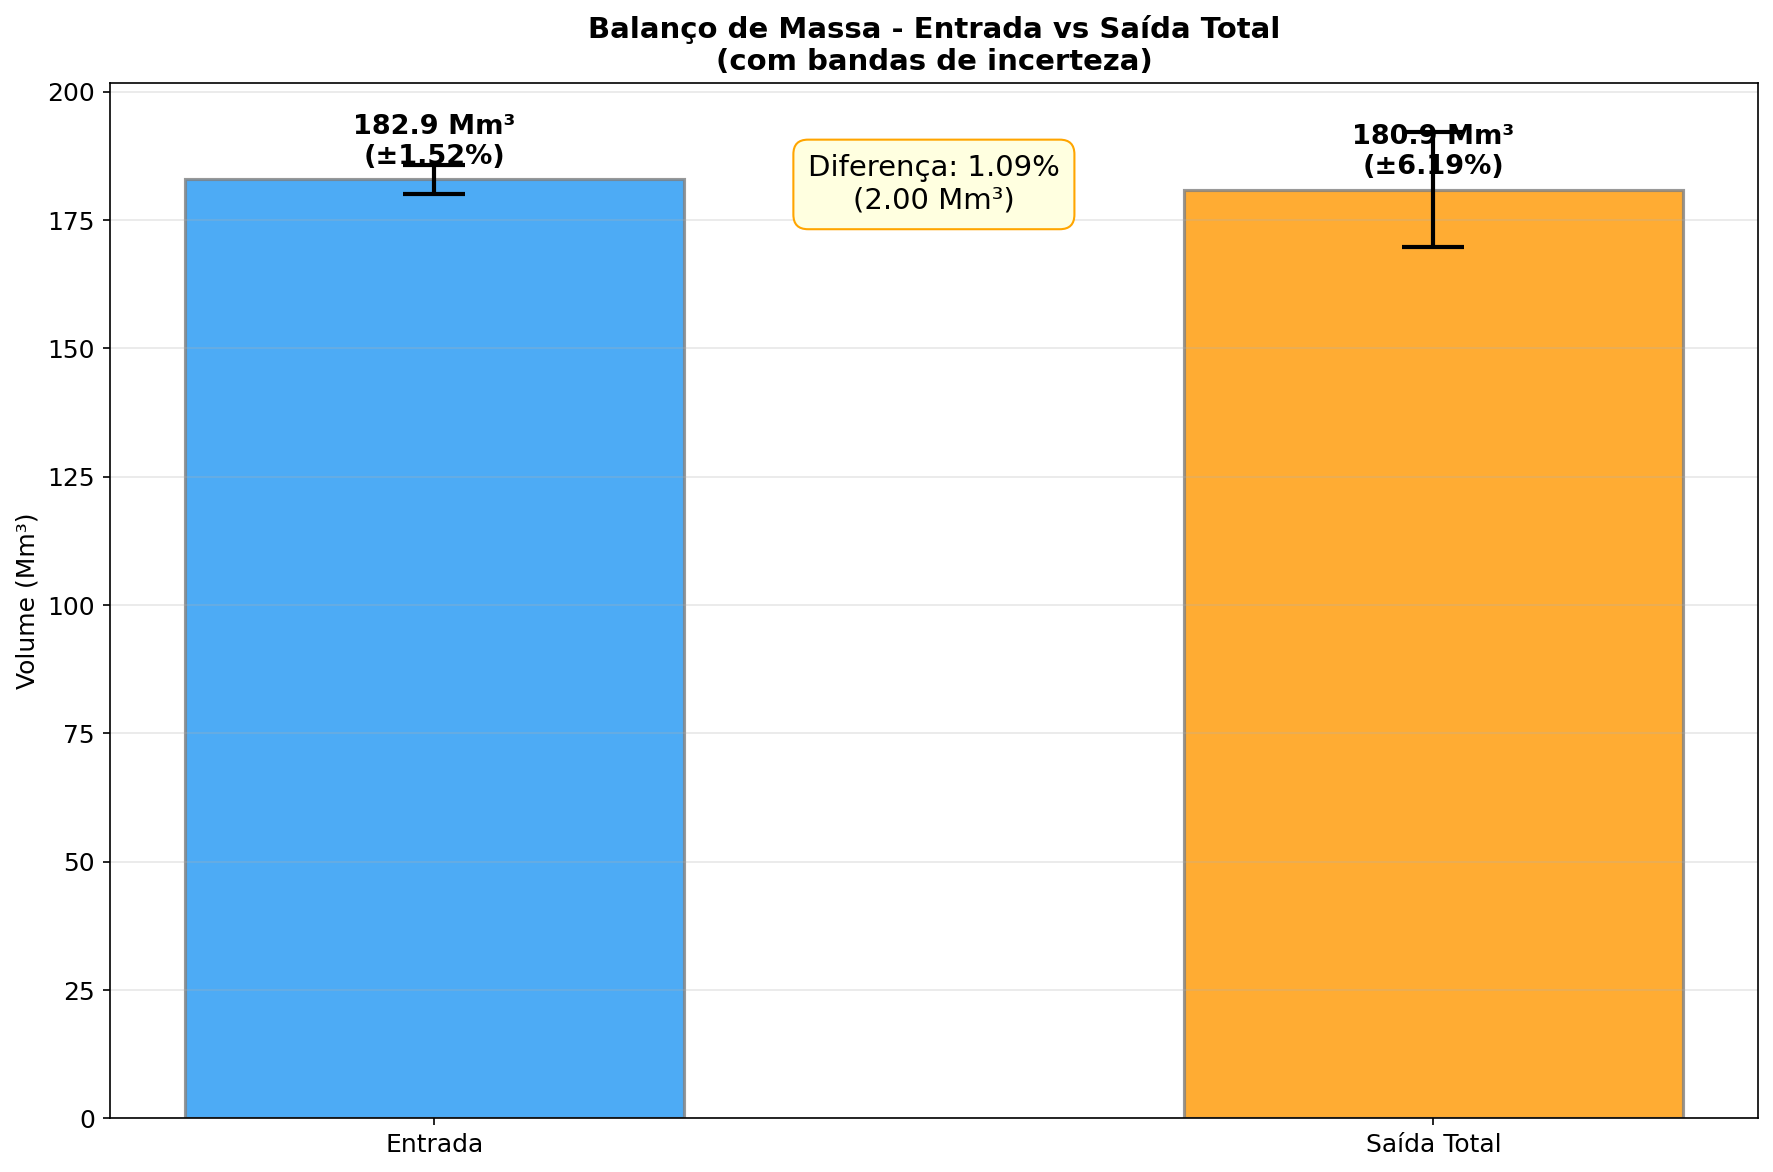 Balanço de Massa - Entrada vs Saída Total
(com bandas de incerteza)
Volume (Mm³)
200
175
150
125
100
75
50
25
0
182.9 Mm³
(±1.52%)
Diferença: 1.09%
(2.00 Mm³)
180.9 Mm³
(±6.19%)
Entrada
Saída Total